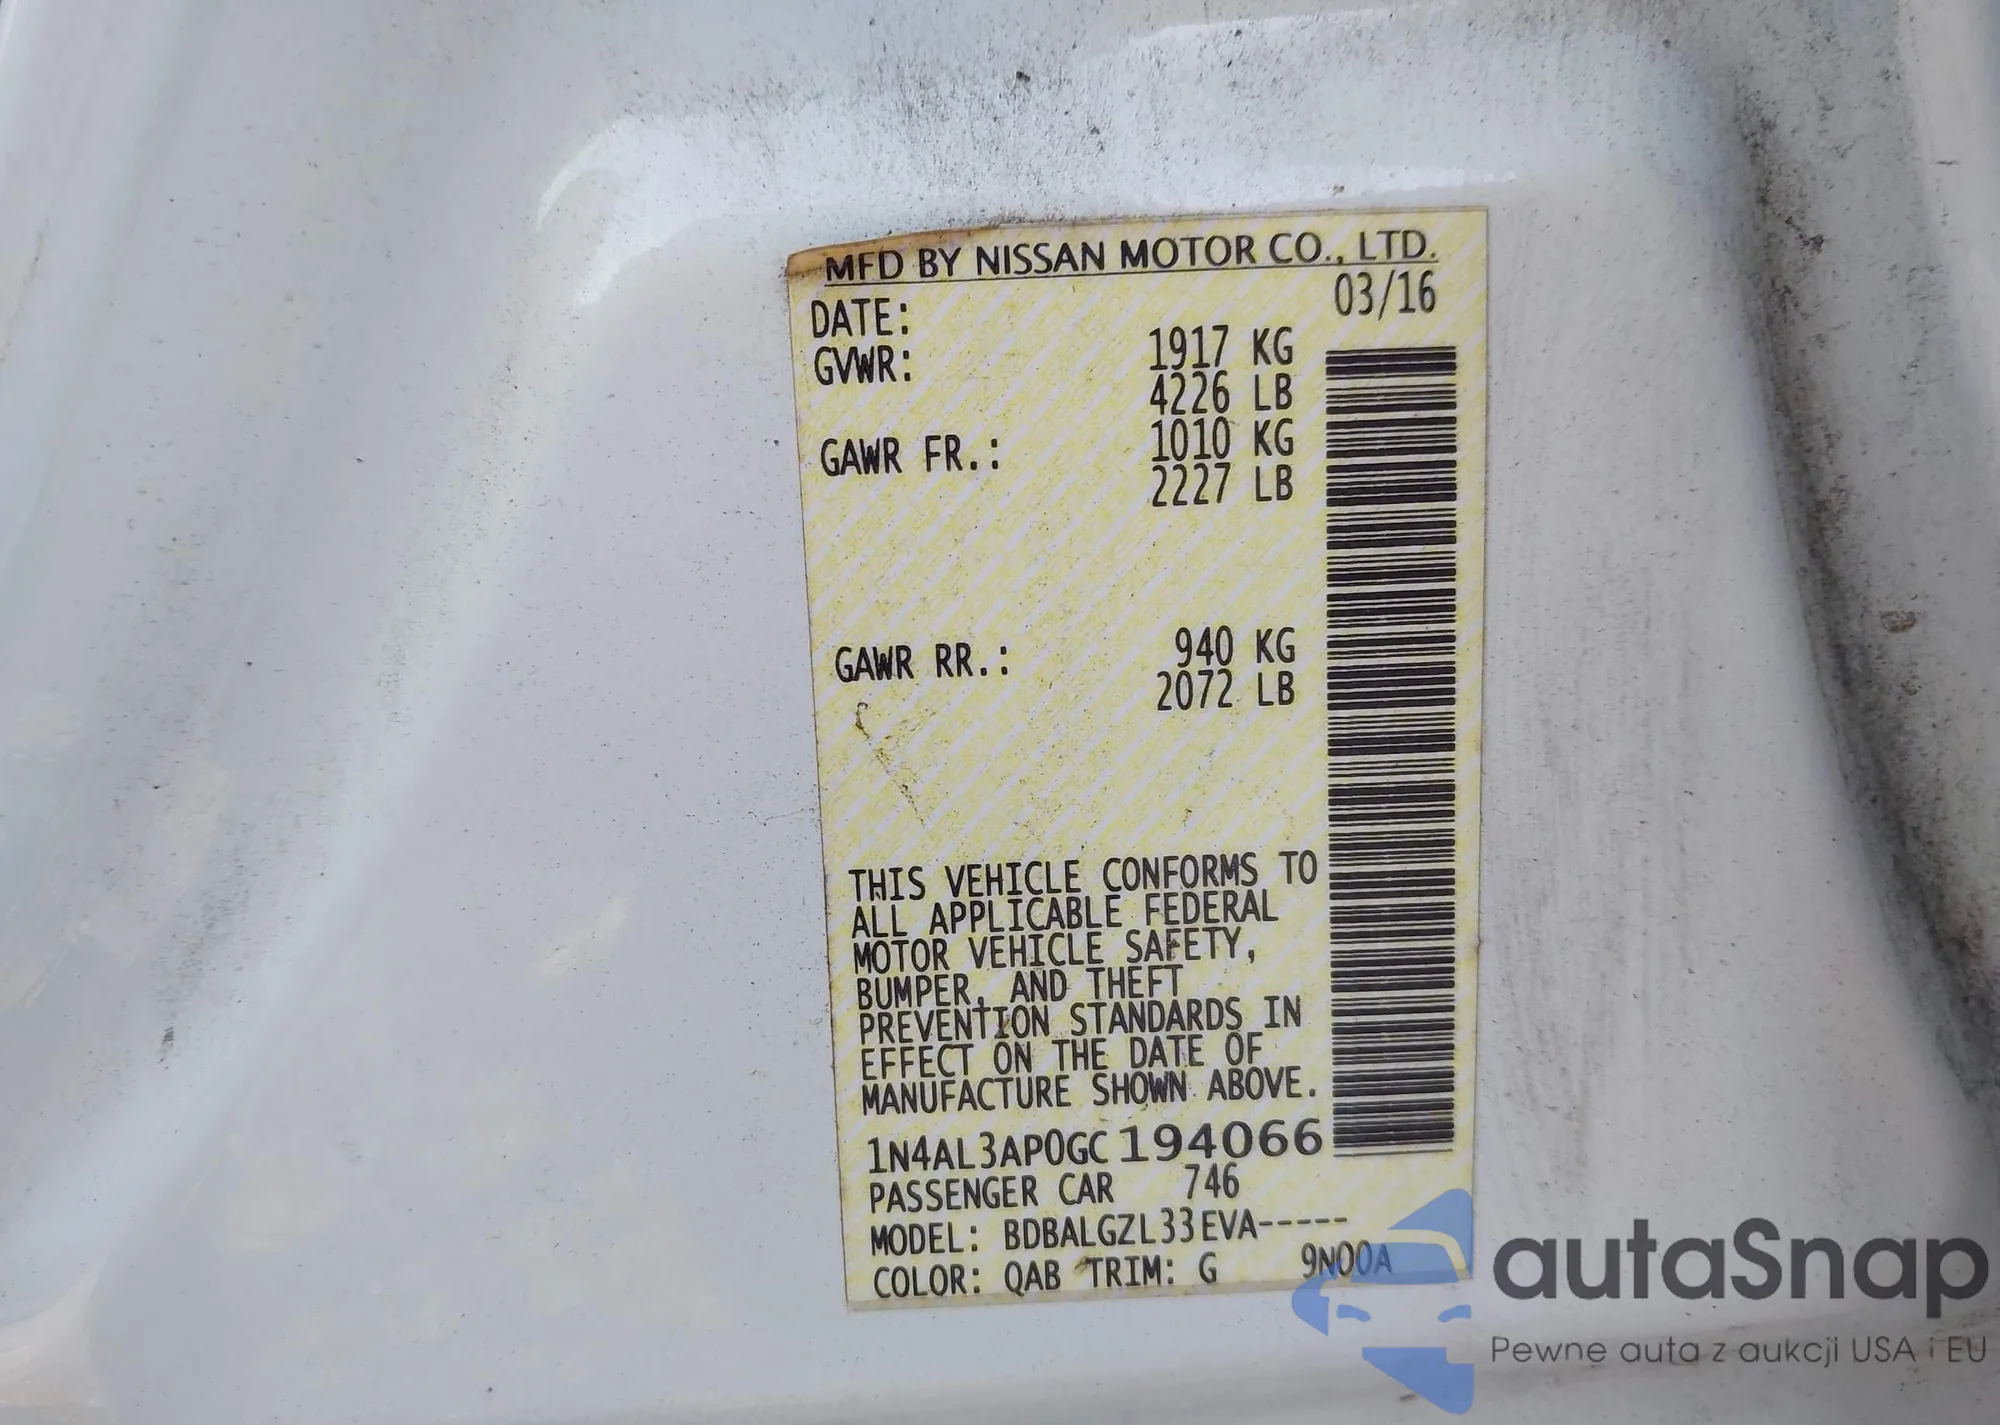 MFD BY NISSAN MOTOR CO., LTD.
DATE: 03/16
GVWR: 1917 KG
4226 LB
GAWR FR.: 1010 KG
2227 LB
GAWR RR.: 940 KG
2072 LB
THIS VEHICLE CONFORMS TO
ALL APPLICABLE FEDERAL
MOTOR VEHICLE SAFETY,
BUMPER, AND THEFT
PREVENTION STANDARDS IN
EFFECT ON THE DATE OF
MANUFACTURE SHOWN ABOVE.
1N4AL3AP0GC194066
PASSENGER CAR 746
MODEL: BDBALGZL33EVA-----
COLOR: QAB TRIM: G 9N00A
autaSnap
Pewne auta z aukcji USA i EU